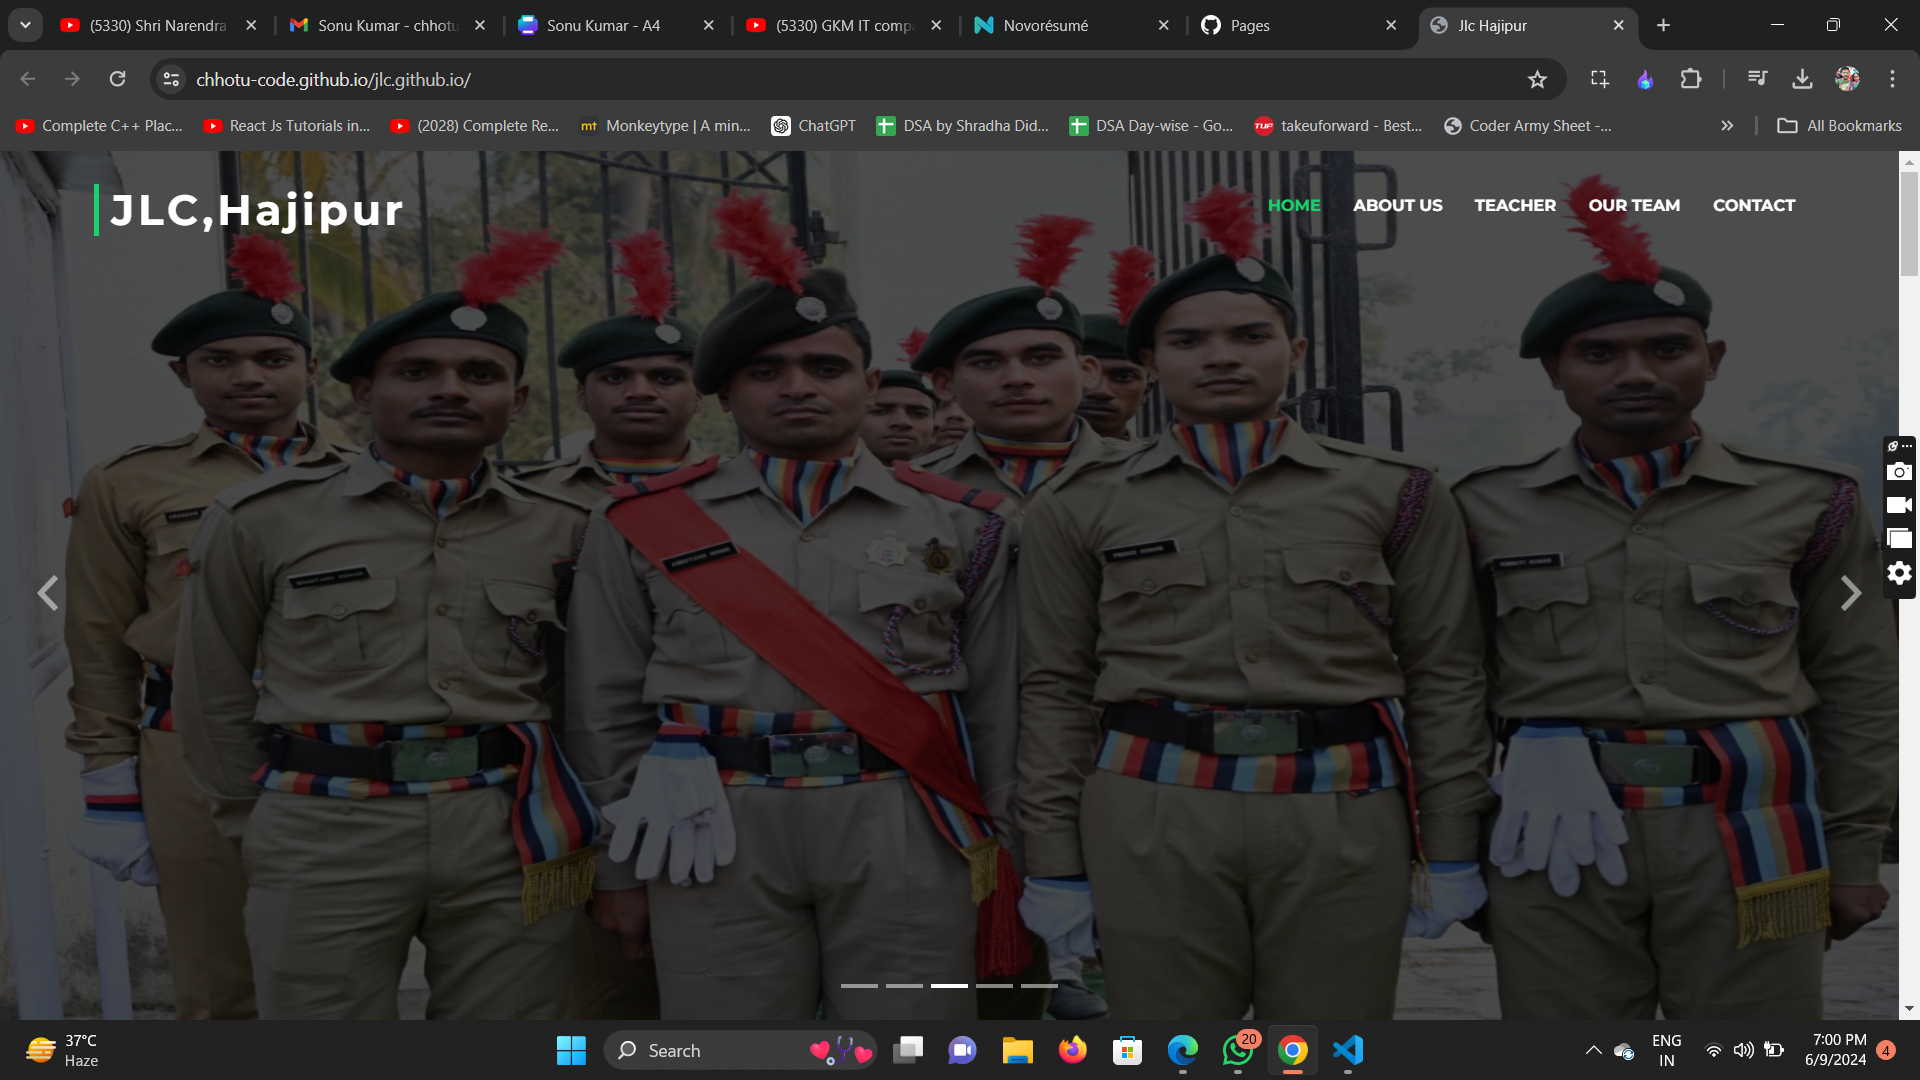 (5330) Shri Narendra
Sonu Kumar - chhotu
Sonu Kumar - A4
(5330) GKM IT comp
Novorésumé
Pages
Jlc Hajipur
chhotu-code.github.io/jlc.github.io/
Complete C++ Plac...
React Js Tutorials in...
(2028) Complete Re...
mt
Monkeytype | A min...
ChatGPT
DSA by Shradha Did...
DSA Day-wise - Go...
TUF
takeuforward - Best...
Coder Army Sheet -...
All Bookmarks
JLC,Hajipur
HOME
ABOUT US
TEACHER
OUR TEAM
CONTACT
37°C
Haze
Search
20
ENG
IN
7:00 PM
6/9/2024
4